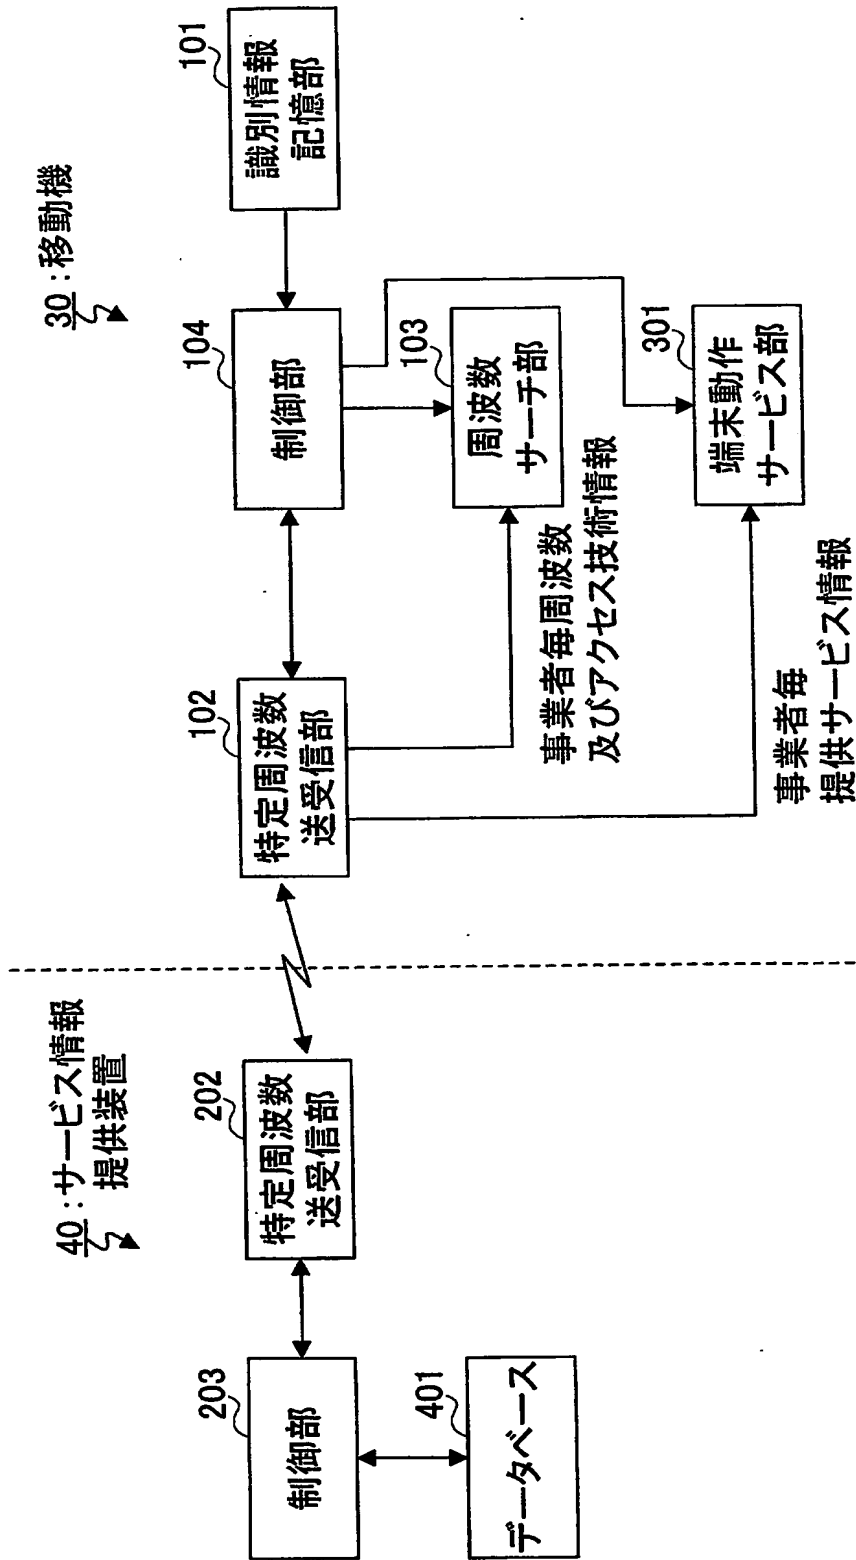 40:サービス情報
提供装置
203
制御部
401
データベース
202
特定周波数
送受信部
30:移動機
102
特定周波数
送受信部
104
制御部
101
識別情報
記憶部
103
周波数
サーチ部
事業者毎周波数
及びアクセス技術情報
301
端末動作
サービス部
事業者毎
提供サービス情報